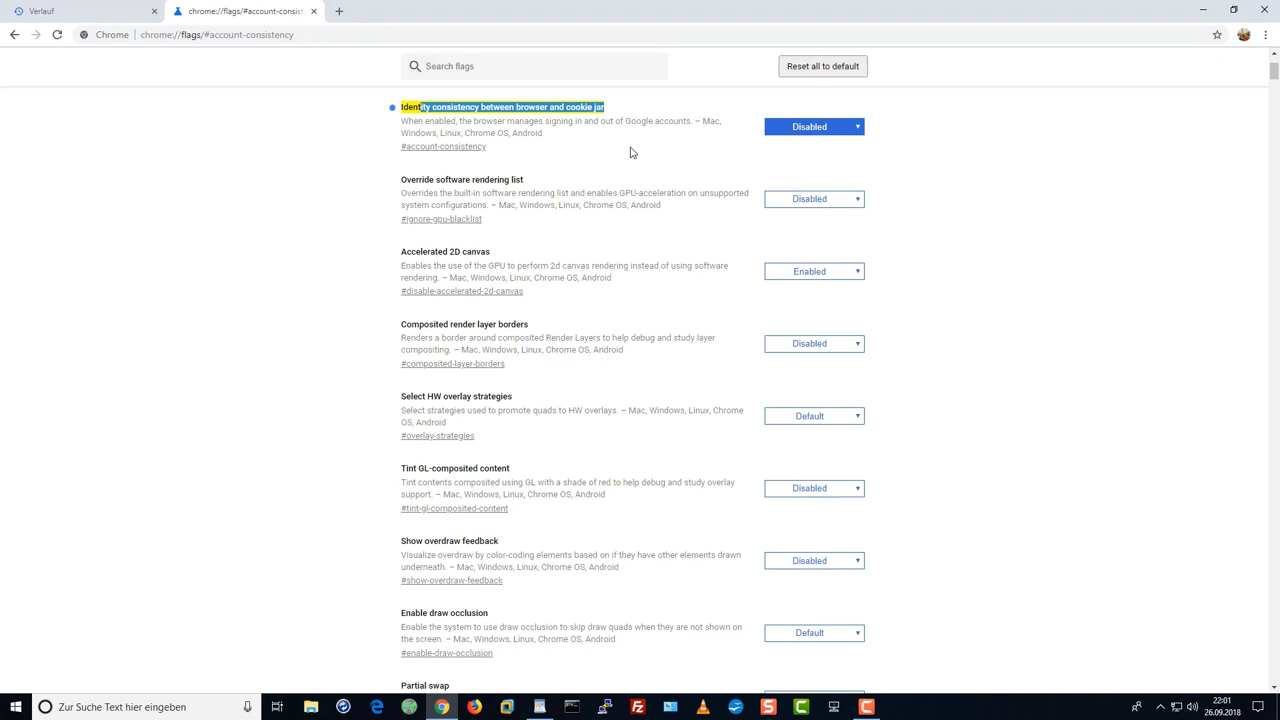 Verlauf
chrome://flags/#account-consist
Chrome
chrome://flags/#account-consistency
Search flags
Reset all to default
Identity consistency between browser and cookie jar
When enabled, the browser manages signing in and out of Google accounts. – Mac,
Windows, Linux, Chrome OS, Android
#account-consistency
Disabled
Override software rendering list
Overrides the built-in software rendering list and enables GPU-acceleration on unsupported
system configurations. – Mac, Windows, Linux, Chrome OS, Android
#ignore-gpu-blacklist
Disabled
Accelerated 2D canvas
Enables the use of the GPU to perform 2d canvas rendering instead of using software
rendering. – Mac, Windows, Linux, Chrome OS, Android
#disable-accelerated-2d-canvas
Enabled
Composited render layer borders
Renders a border around composited Render Layers to help debug and study layer
compositing. – Mac, Windows, Linux, Chrome OS, Android
#composited-layer-borders
Disabled
Select HW overlay strategies
Select strategies used to promote quads to HW overlays. – Mac, Windows, Linux, Chrome
OS, Android
#overlay-strategies
Default
Tint GL-composited content
Tint contents composited using GL with a shade of red to help debug and study overlay
support. – Mac, Windows, Linux, Chrome OS, Android
#tint-gl-composited-content
Disabled
Show overdraw feedback
Visualize overdraw by color-coding elements based on if they have other elements drawn
underneath. – Mac, Windows, Linux, Chrome OS, Android
#show-overdraw-feedback
Disabled
Enable draw occlusion
Enable the system to use draw occlusion to skip draw quads when they are not shown on
the screen. – Mac, Windows, Linux, Chrome OS, Android
#enable-draw-occlusion
Default
Partial swap
Zur Suche Text hier eingeben
22:01
26.09.2018